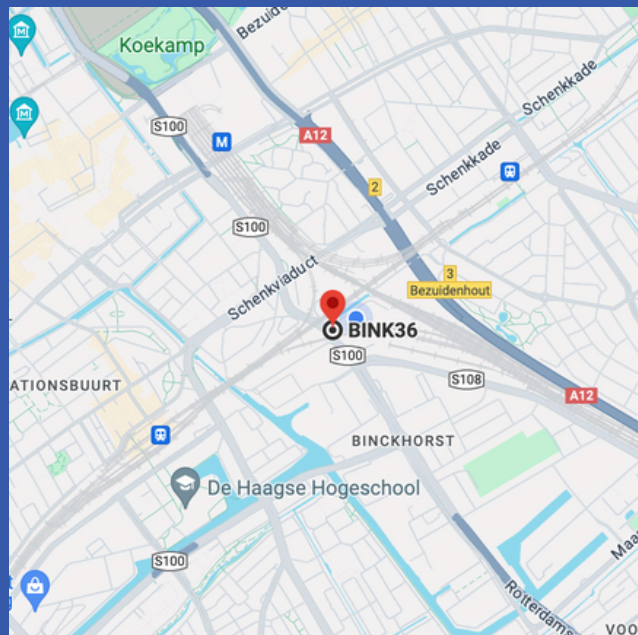 Bezuidenhou
Koekamp
M
M
S100
M
A12
Schenkkade
Schenkkade
2
S100
Schenkviaduct
3
Bezuidenhout
BINK36
S100
S108
ATIONSBUURT
A12
BINCKHORST
De Haagse Hogeschool
S100
Maa
Rotterdams
VOO